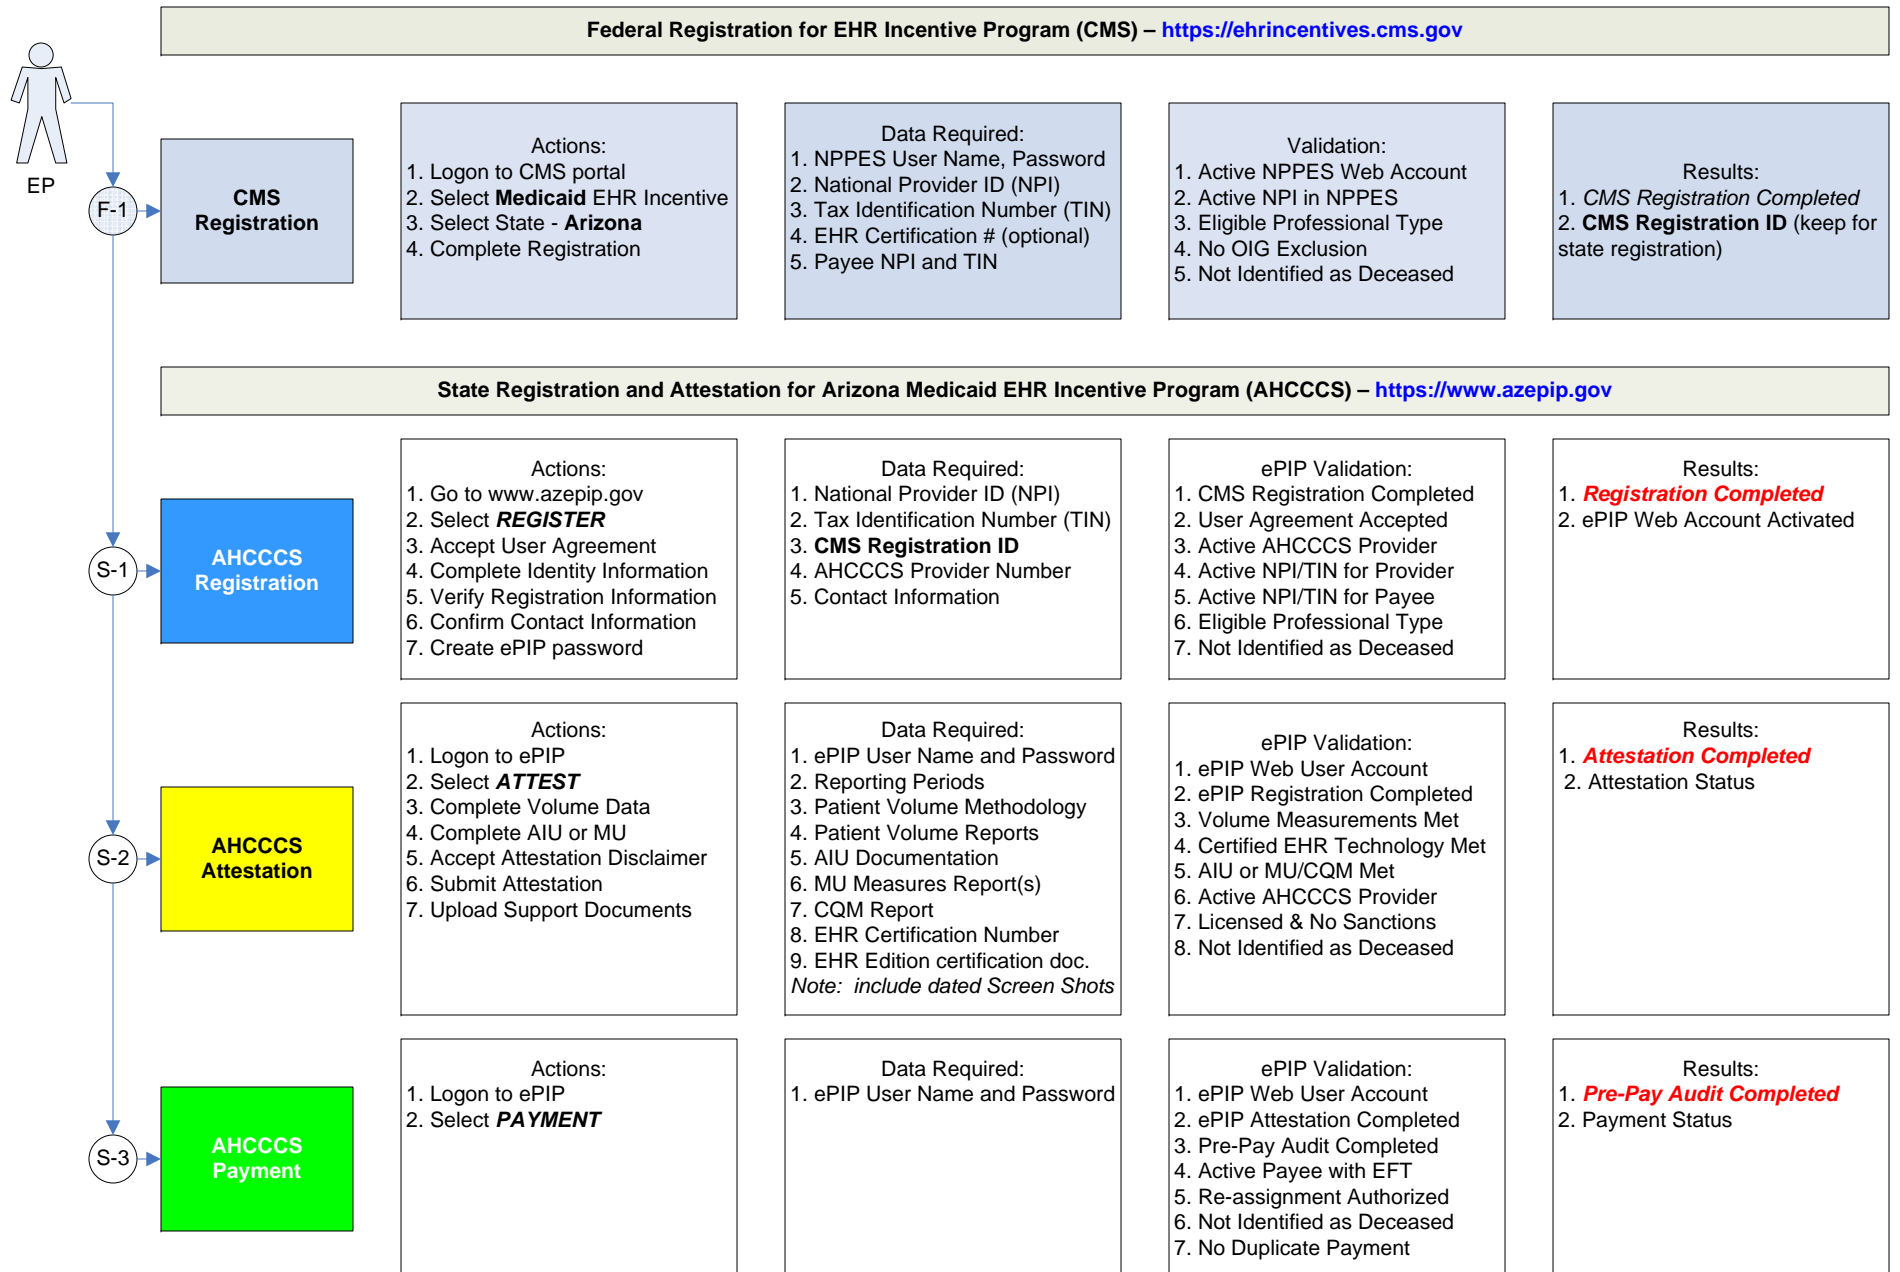 Federal Registration for EHR Incentive Program (CMS) – https://ehrincentives.cms.gov
EP
F-1
CMS
Registration
Actions:
1. Logon to CMS portal
2. Select Medicaid EHR Incentive
3. Select State - Arizona
4. Complete Registration
Data Required:
1. NPPES User Name, Password
2. National Provider ID (NPI)
3. Tax Identification Number (TIN)
4. EHR Certification # (optional)
5. Payee NPI and TIN
Validation:
1. Active NPPES Web Account
2. Active NPI in NPPES
3. Eligible Professional Type
4. No OIG Exclusion
5. Not Identified as Deceased
Results:
1. CMS Registration Completed
2. CMS Registration ID (keep for
state registration)
State Registration and Attestation for Arizona Medicaid EHR Incentive Program (AHCCCS) – https://www.azepip.gov
S-1
AHCCCS
Registration
Actions:
1. Go to www.azepip.gov
2. Select REGISTER
3. Accept User Agreement
4. Complete Identity Information
5. Verify Registration Information
6. Confirm Contact Information
7. Create ePIP password
Data Required:
1. National Provider ID (NPI)
2. Tax Identification Number (TIN)
3. CMS Registration ID
4. AHCCCS Provider Number
5. Contact Information
ePIP Validation:
1. CMS Registration Completed
2. User Agreement Accepted
3. Active AHCCCS Provider
4. Active NPI/TIN for Provider
5. Active NPI/TIN for Payee
6. Eligible Professional Type
7. Not Identified as Deceased
Results:
1. Registration Completed
2. ePIP Web Account Activated
S-2
AHCCCS
Attestation
Actions:
1. Logon to ePIP
2. Select ATTEST
3. Complete Volume Data
4. Complete AIU or MU
5. Accept Attestation Disclaimer
6. Submit Attestation
7. Upload Support Documents
Data Required:
1. ePIP User Name and Password
2. Reporting Periods
3. Patient Volume Methodology
4. Patient Volume Reports
5. AIU Documentation
6. MU Measures Report(s)
7. CQM Report
8. EHR Certification Number
9. EHR Edition certification doc.
Note: include dated Screen Shots
ePIP Validation:
1. ePIP Web User Account
2. ePIP Registration Completed
3. Volume Measurements Met
4. Certified EHR Technology Met
5. AIU or MU/CQM Met
6. Active AHCCCS Provider
7. Licensed & No Sanctions
8. Not Identified as Deceased
Results:
1. Attestation Completed
2. Attestation Status
S-3
AHCCCS
Payment
Actions:
1. Logon to ePIP
2. Select PAYMENT
Data Required:
1. ePIP User Name and Password
ePIP Validation:
1. ePIP Web User Account
2. ePIP Attestation Completed
3. Pre-Pay Audit Completed
4. Active Payee with EFT
5. Re-assignment Authorized
6. Not Identified as Deceased
7. No Duplicate Payment
Results:
1. Pre-Pay Audit Completed
2. Payment Status